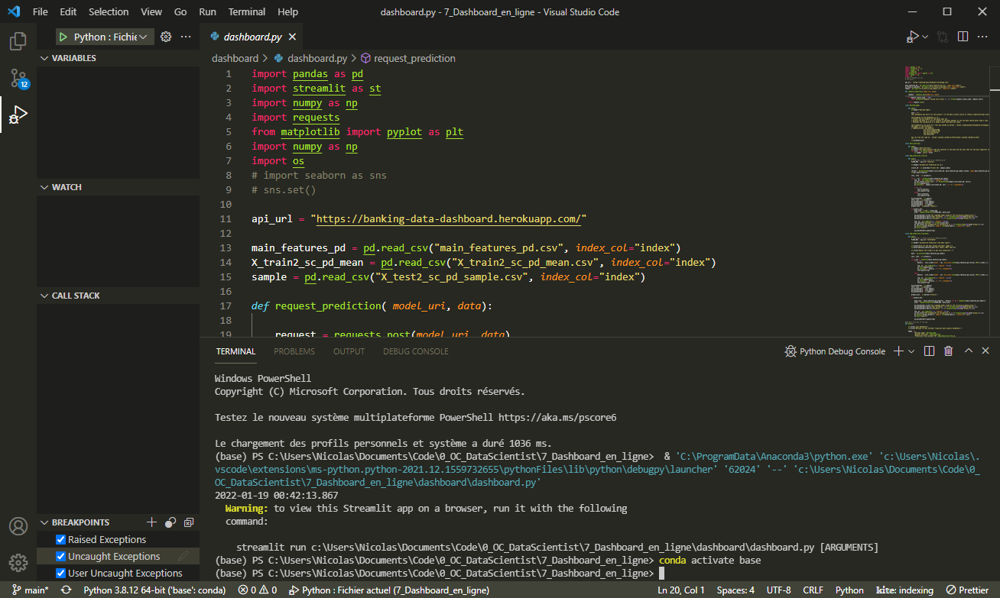 File Edit Selection View Go Run Terminal Help dashboard.py - 7_Dashboard_en_ligne - Visual Studio Code
Python : Fichie
dashboard.py
VARIABLES
dashboard > dashboard.py > request_prediction
1 import pandas as pd
2 import streamlit as st
3 import numpy as np
4 import requests
5 from matplotlib import pyplot as plt
6 import numpy as np
7 import os
8 # import seaborn as sns
9 # sns.set()
10
11 api_url = "https://banking-data-dashboard.herokuapp.com/"
12
13 main_features_pd = pd.read_csv("main_features_pd.csv", index_col="index")
14 X_train2_sc_pd_mean = pd.read_csv("X_train2_sc_pd_mean.csv", index_col="index")
15 sample = pd.read_csv("X_test2_sc_pd_sample.csv", index_col="index")
16
17 def request_prediction( model_uri, data):
18
19 request = requests.post(model_uri, data)
12
WATCH
CALL STACK
BREAKPOINTS
Raised Exceptions
Uncaught Exceptions
User Uncaught Exceptions
TERMINAL PROBLEMS OUTPUT DEBUG CONSOLE Python Debug Console
Windows PowerShell
Copyright (C) Microsoft Corporation. Tous droits réservés.
Testez le nouveau système multiplateforme PowerShell https://aka.ms/pscore6
Le chargement des profils personnels et système a duré 1036 ms.
(base) PS C:\Users\Nicolas\Documents\Code\0_OC_DataScientist\7_Dashboard_en_ligne> & 'C:\ProgramData\Anaconda3\python.exe' 'c:\Users\Nicolas\.
vscode\extensions\ms-python.python-2021.12.1559732655\pythonFiles\lib\python\debugpy\launcher' '62024' '--' 'c:\Users\Nicolas\Documents\Code\0_
OC_DataScientist\7_Dashboard_en_ligne\dashboard\dashboard.py'
2022-01-19 00:42:13.867
Warning: to view this Streamlit app on a browser, run it with the following
command:
streamlit run c:\Users\Nicolas\Documents\Code\0_OC_DataScientist\7_Dashboard_en_ligne\dashboard\dashboard.py [ARGUMENTS]
(base) PS C:\Users\Nicolas\Documents\Code\0_OC_DataScientist\7_Dashboard_en_ligne> conda activate base
(base) PS C:\Users\Nicolas\Documents\Code\0_OC_DataScientist\7_Dashboard_en_ligne>
main* Python 3.8.12 64-bit ('base': conda) 0 0 Python : Fichier actuel (7_Dashboard_en_ligne) Ln 20, Col 1 Spaces: 4 UTF-8 CRLF Python kite: indexing Prettier